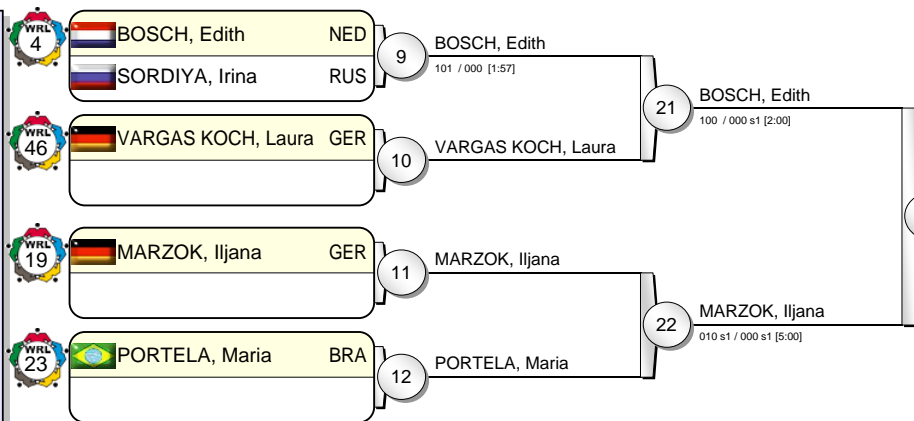 WRL
4
BOSCH, Edith NED
SORDIYA, Irina RUS
9
BOSCH, Edith
101 / 000 [1:57]
21
BOSCH, Edith
100 / 000 s1 [2:00]
WRL
46
VARGAS KOCH, Laura GER
10
VARGAS KOCH, Laura
WRL
19
MARZOK, Iljana GER
11
MARZOK, Iljana
22
MARZOK, Iljana
010 s1 / 000 s1 [5:00]
WRL
23
PORTELA, Maria BRA
12
PORTELA, Maria